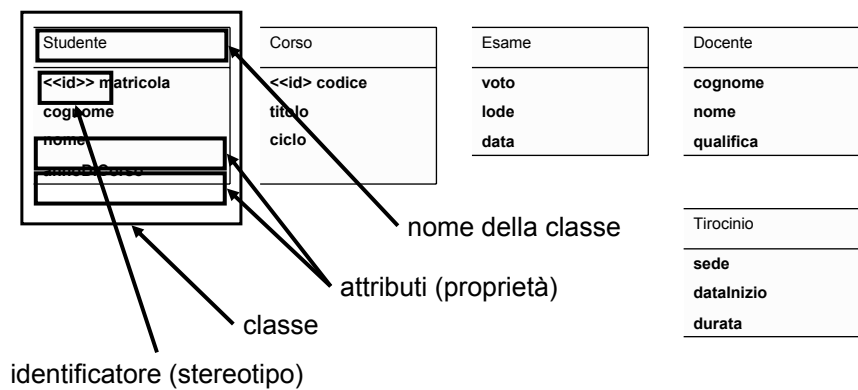 Studente
<<id>> matricola
cognome
nome
annoDiCorso
Corso
<<id> codice
titolo
ciclo
Esame
voto
lode
data
Docente
cognome
nome
qualifica
Tirocinio
sede
dataInizio
durata
nome della classe
attributi (proprietà)
classe
identificatore (stereotipo)